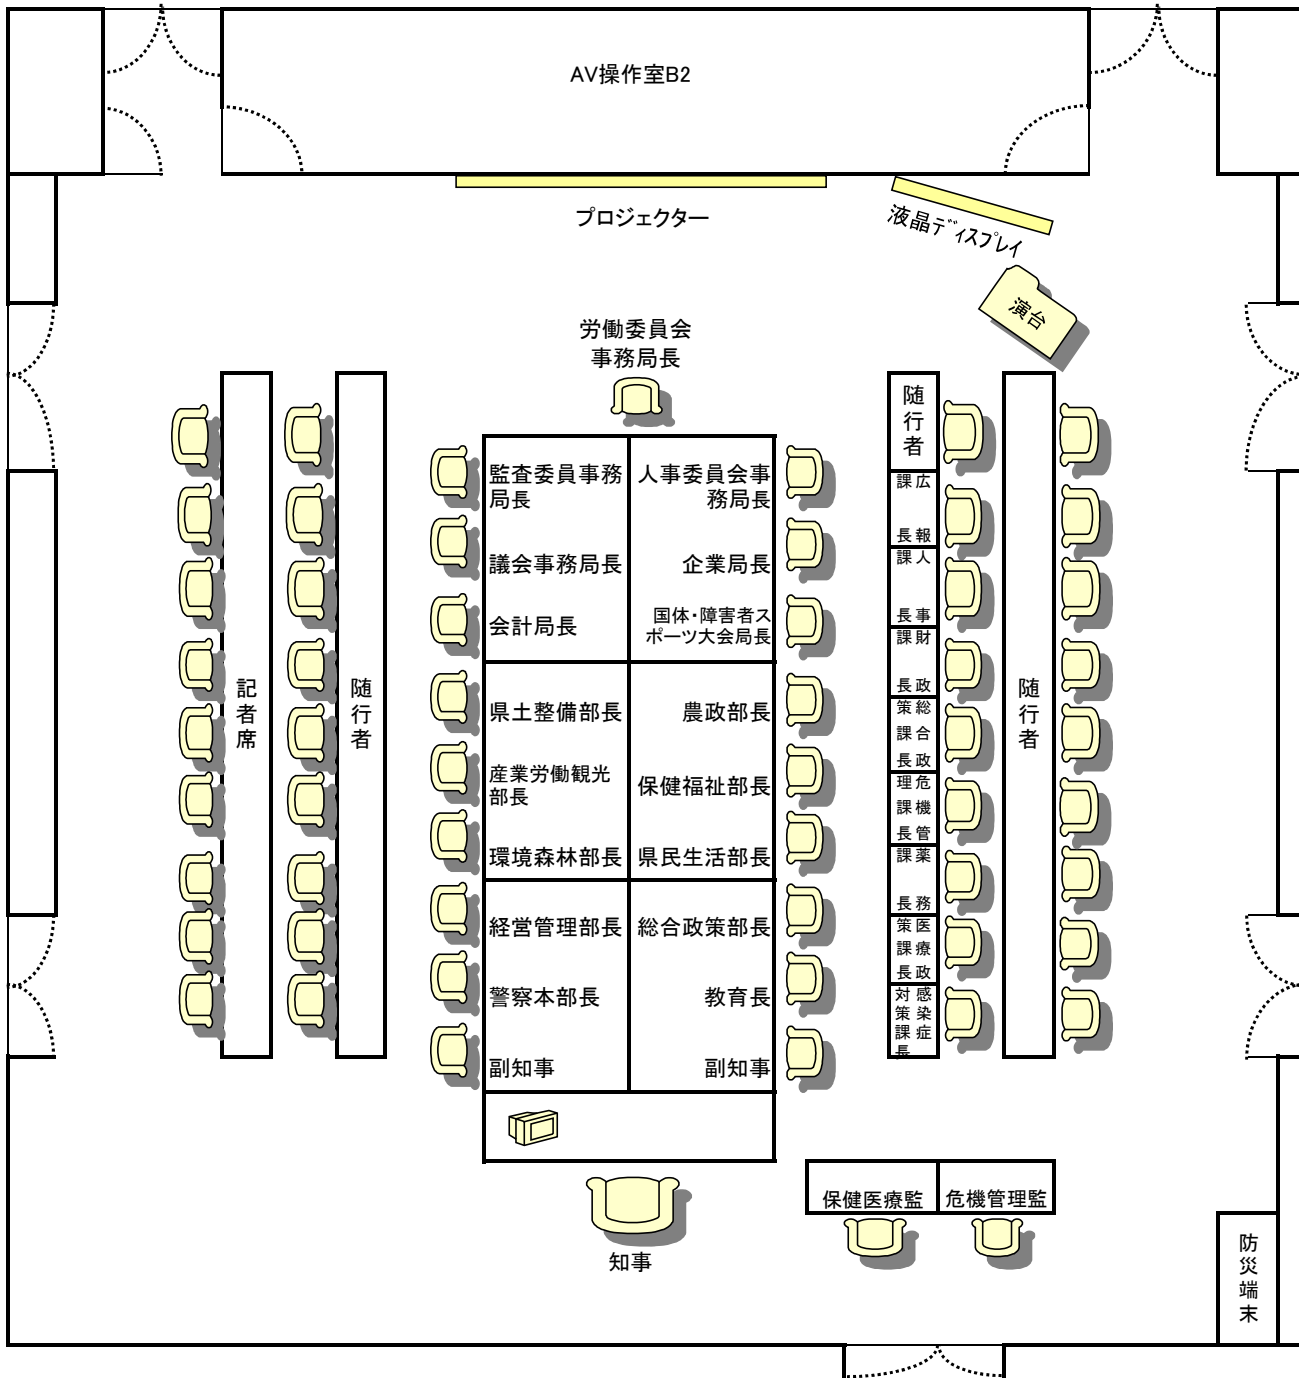 AV操作室B2
プロジェクター
液晶ディスプレイ
演台
労働委員会
事務局長
監査委員事務
局長
人事委員会事
務局長
議会事務局長
企業局長
会計局長
国体・障害者ス
ポーツ大会局長
県土整備部長
農政部長
産業労働観光
部長
保健福祉部長
環境森林部長
県民生活部長
経営管理部長
総合政策部長
警察本部長
教育長
副知事
副知事
知事
記者席
随行者
随行者
広報
課長
人事
課長
財政
課長
総合政
策課長
危機管
理課長
薬務
課長
医療政
策課長
感染症
対策課長
随行者
保健医療監
危機管理監
防災端末